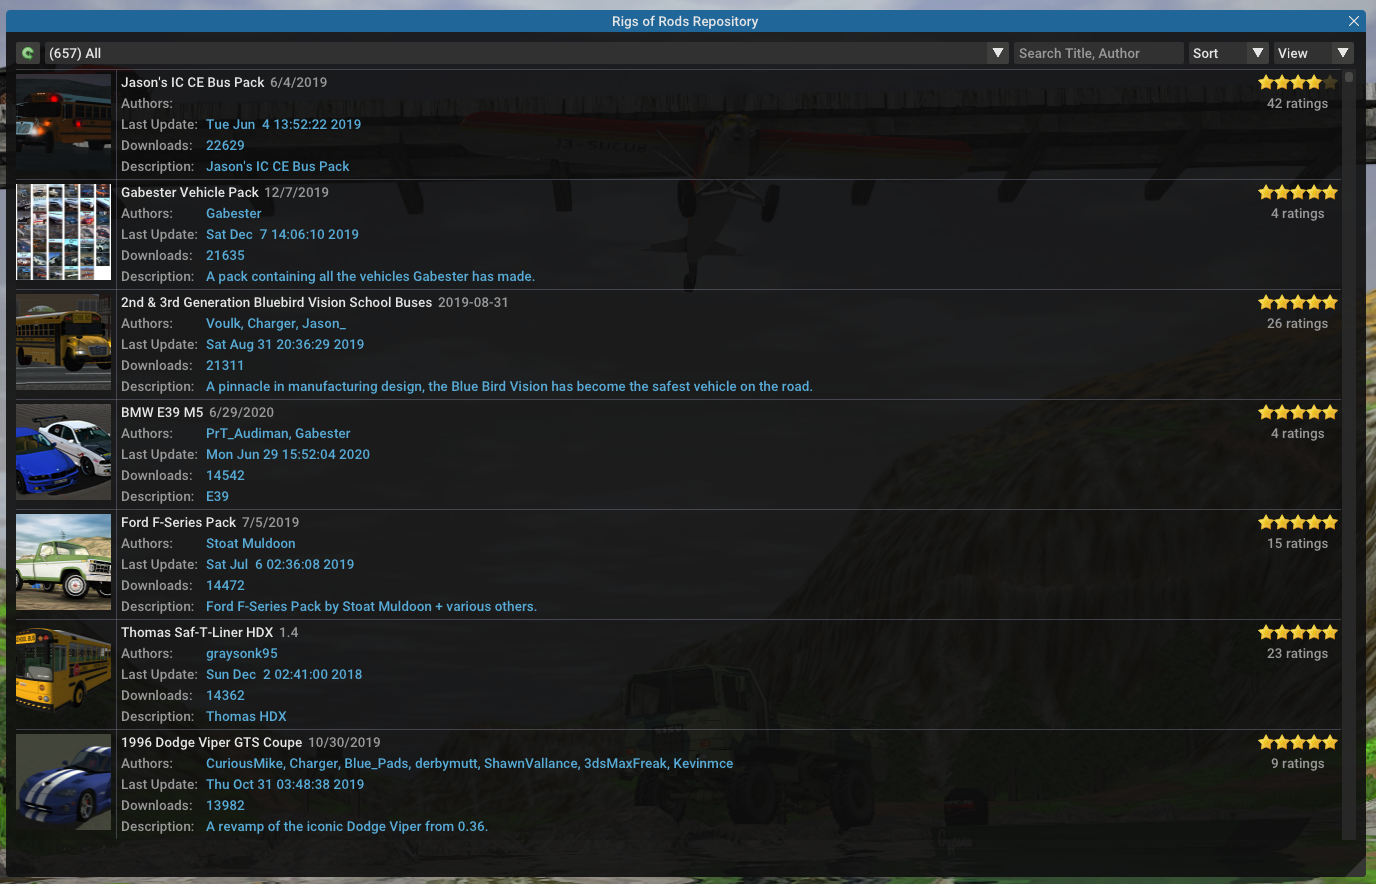 Rigs of Rods Repository
(657) All
Search Title, Author
Sort
View
Jason's IC CE Bus Pack 6/4/2019
Authors:
Last Update: Tue Jun  4 13:52:22 2019
Downloads: 22629
Description: Jason's IC CE Bus Pack
42 ratings
Gabester Vehicle Pack 12/7/2019
Authors: Gabester
Last Update: Sat Dec  7 14:06:10 2019
Downloads: 21635
Description: A pack containing all the vehicles Gabester has made.
4 ratings
2nd & 3rd Generation Bluebird Vision School Buses 2019-08-31
Authors: Voulk, Charger, Jason_
Last Update: Sat Aug 31 20:36:29 2019
Downloads: 21311
Description: A pinnacle in manufacturing design, the Blue Bird Vision has become the safest vehicle on the road.
26 ratings
BMW E39 M5 6/29/2020
Authors: PrT_Audiman, Gabester
Last Update: Mon Jun 29 15:52:04 2020
Downloads: 14542
Description: E39
4 ratings
Ford F-Series Pack 7/5/2019
Authors: Stoat Muldoon
Last Update: Sat Jul  6 02:36:08 2019
Downloads: 14472
Description: Ford F-Series Pack by Stoat Muldoon + various others.
15 ratings
Thomas Saf-T-Liner HDX 1.4
Authors: graysonk95
Last Update: Sun Dec  2 02:41:00 2018
Downloads: 14362
Description: Thomas HDX
23 ratings
1996 Dodge Viper GTS Coupe 10/30/2019
Authors: CuriousMike, Charger, Blue_Pads, derbymutt, ShawnVallance, 3dsMaxFreak, Kevinmce
Last Update: Thu Oct 31 03:48:38 2019
Downloads: 13982
Description: A revamp of the iconic Dodge Viper from 0.36.
9 ratings